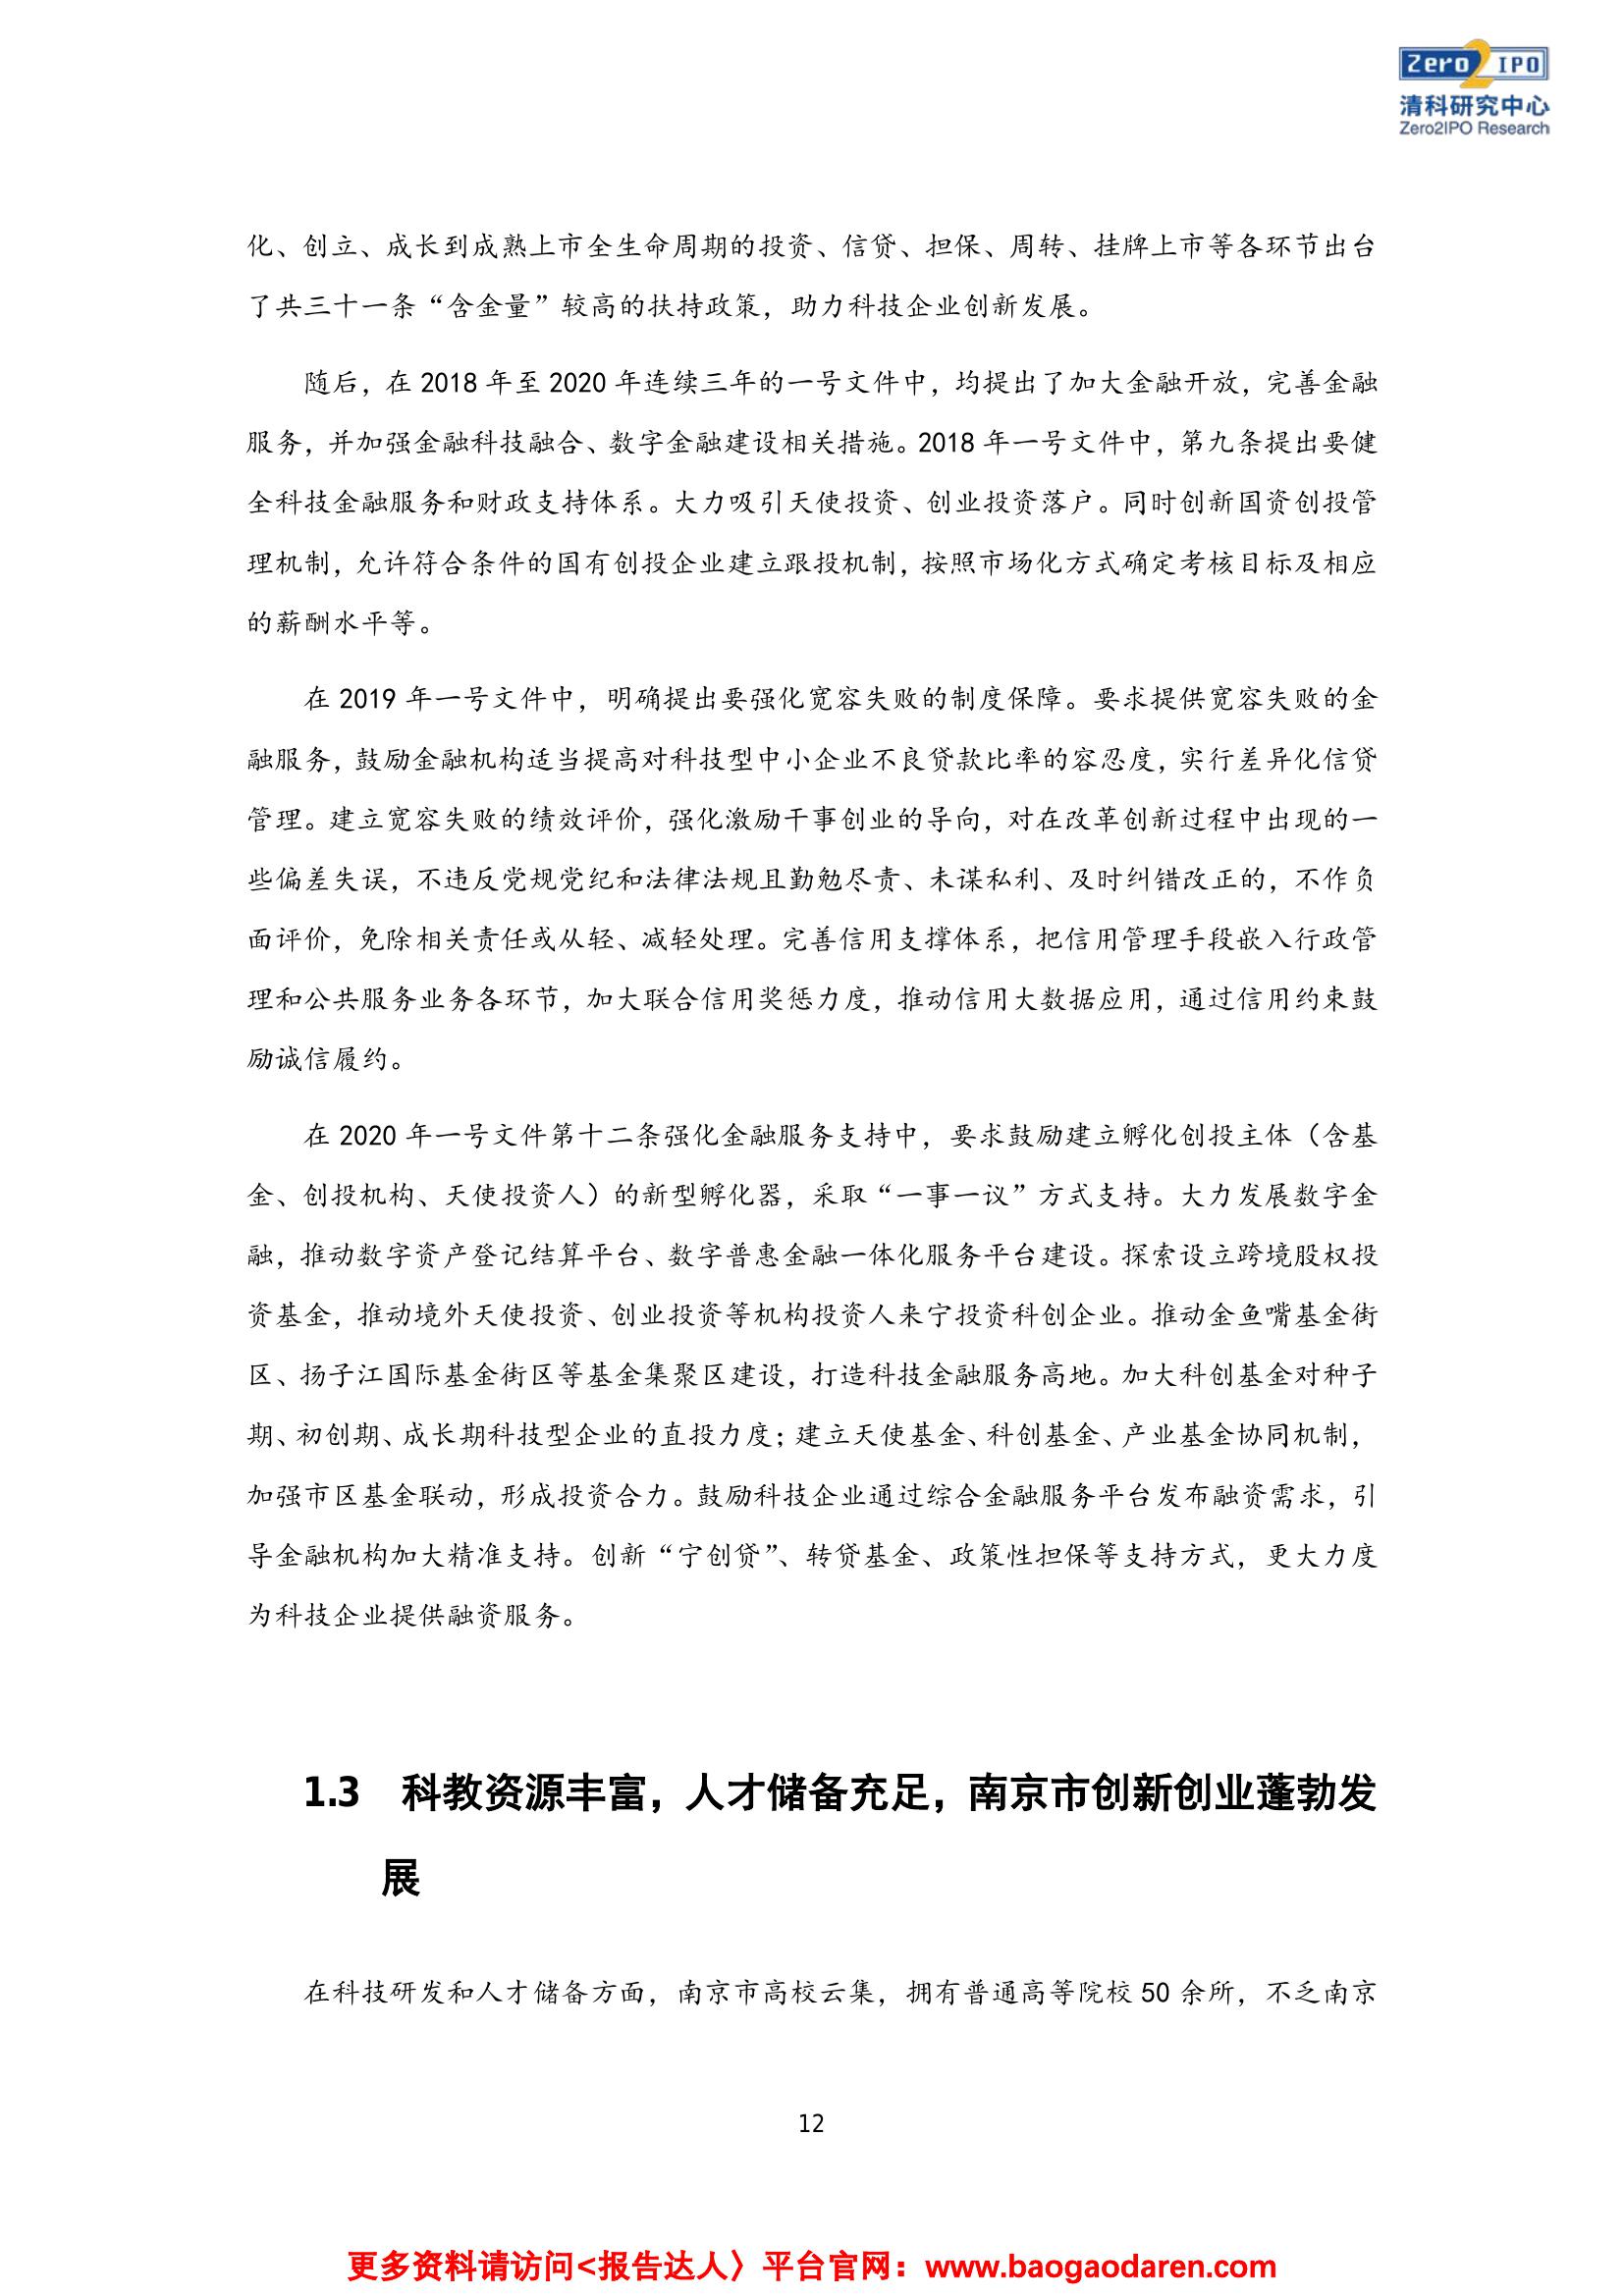 Zero2IPO
清科研究中心
Zero2IPO Research
化、创立、成长到成熟上市全生命周期的投资、信贷、担保、周转、挂牌上市等各环节出台
了共三十一条“含金量”较高的扶持政策，助力科技企业创新发展。
随后，在 2018 年至 2020 年连续三年的一号文件中，均提出了加大金融开放，完善金融
服务，并加强金融科技融合、数字金融建设相关措施。2018 年一号文件中，第九条提出要健
全科技金融服务和财政支持体系。大力吸引天使投资、创业投资落户。同时创新国资创投管
理机制，允许符合条件的国有创投企业建立跟投机制，按照市场化方式确定考核目标及相应
的薪酬水平等。
在 2019 年一号文件中，明确提出要强化宽容失败的制度保障。要求提供宽容失败的金
融服务，鼓励金融机构适当提高对科技型中小企业不良贷款比率的容忍度，实行差异化信贷
管理。建立宽容失败的绩效评价，强化激励干事创业的导向，对在改革创新过程中出现的一
些偏差失误，不违反党规党纪和法律法规且勤勉尽责、未谋私利、及时纠错改正的，不作负
面评价，免除相关责任或从轻、减轻处理。完善信用支撑体系，把信用管理手段嵌入行政管
理和公共服务业务各环节，加大联合信用奖惩力度，推动信用大数据应用，通过信用约束鼓
励诚信履约。
在 2020 年一号文件第十二条强化金融服务支持中，要求鼓励建立孵化创投主体（含基
金、创投机构、天使投资人）的新型孵化器，采取“一事一议”方式支持。大力发展数字金
融，推动数字资产登记结算平台、数字普惠金融一体化服务平台建设。探索设立跨境股权投
资基金，推动境外天使投资、创业投资等机构投资人来宁投资科创企业。推动金鱼嘴基金街
区、扬子江国际基金街区等基金集聚区建设，打造科技金融服务高地。加大科创基金对种子
期、初创期、成长期科技型企业的直投力度；建立天使基金、科创基金、产业基金协同机制，
加强市区基金联动，形成投资合力。鼓励科技企业通过综合金融服务平台发布融资需求，引
导金融机构加大精准支持。创新“宁创贷”、转贷基金、政策性担保等支持方式，更大力度
为科技企业提供融资服务。
1.3 科教资源丰富，人才储备充足，南京市创新创业蓬勃发
展
在科技研发和人才储备方面，南京市高校云集，拥有普通高等院校 50 余所，不乏南京
12
更多资料请访问<报告达人〉平台官网：www.baogaodaren.com